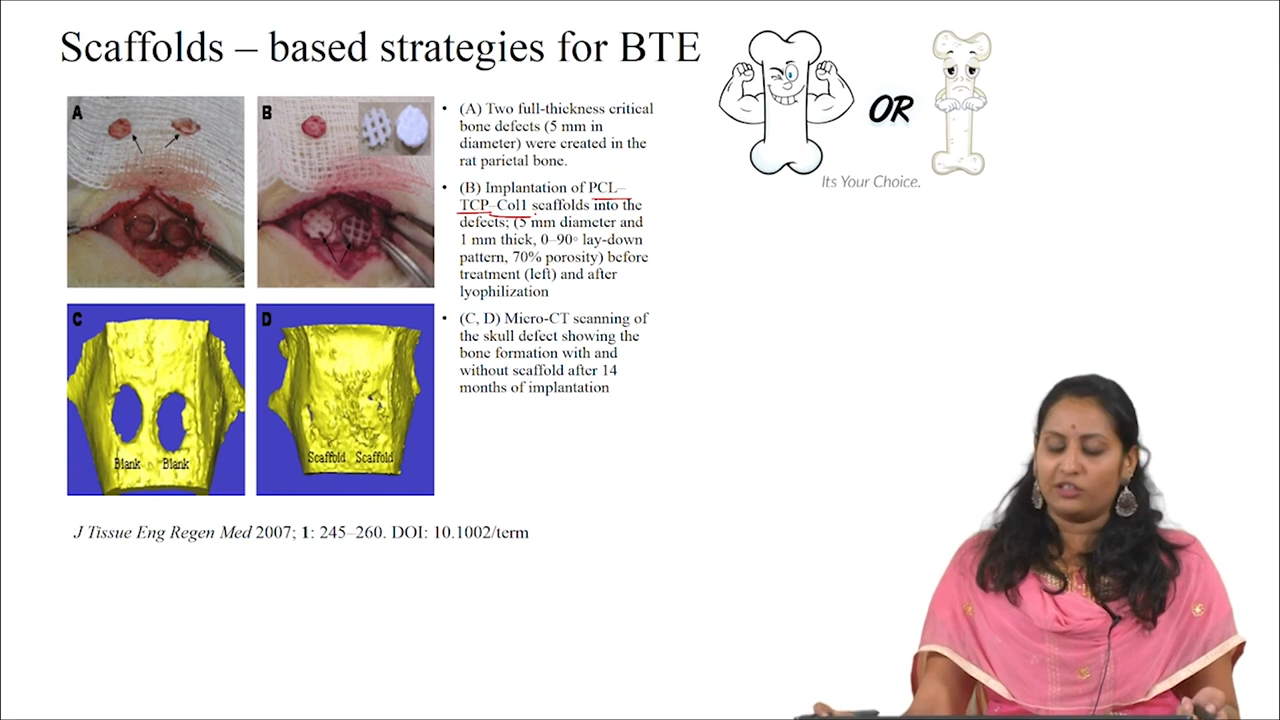 Scaffolds – based strategies for BTE
OR
Its Your Choice.
A
B
• (A) Two full-thickness critical
bone defects (5 mm in
diameter) were created in the
rat parietal bone.
• (B) Implantation of PCL–
TCP–Col1 scaffolds into the
defects; (5 mm diameter and
1 mm thick, 0–90◦ lay-down
pattern, 70% porosity) before
treatment (left) and after
lyophilization
C
D
Blank Blank
Scaffold Scaffold
• (C, D) Micro-CT scanning of
the skull defect showing the
bone formation with and
without scaffold after 14
months of implantation
J Tissue Eng Regen Med 2007; 1: 245–260. DOI: 10.1002/term